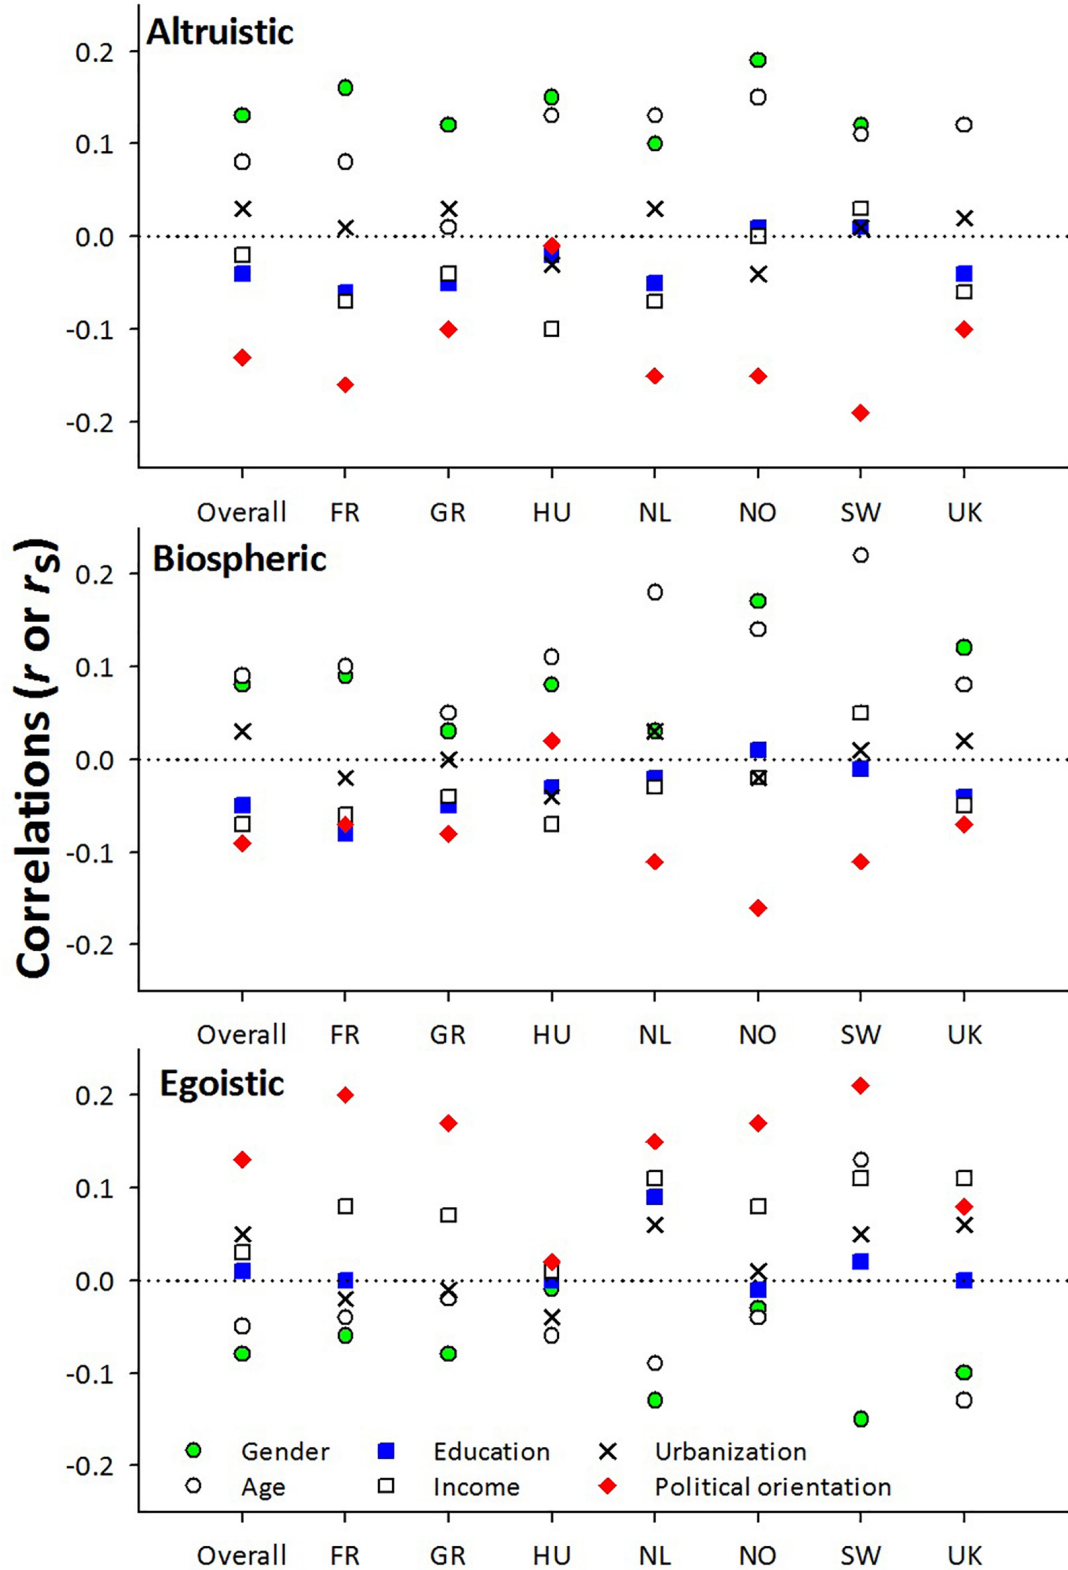 Correlations (r or rs)
Altruistic
0.2
0.1
0.0
-0.1
-0.2
Overall FR GR HU NL NO SW UK
Biospheric
0.2
0.1
0.0
-0.1
-0.2
Overall FR GR HU NL NO SW UK
Egoistic
0.2
0.1
0.0
-0.1
-0.2
Gender Education Urbanization
Age Income Political orientation
Overall FR GR HU NL NO SW UK